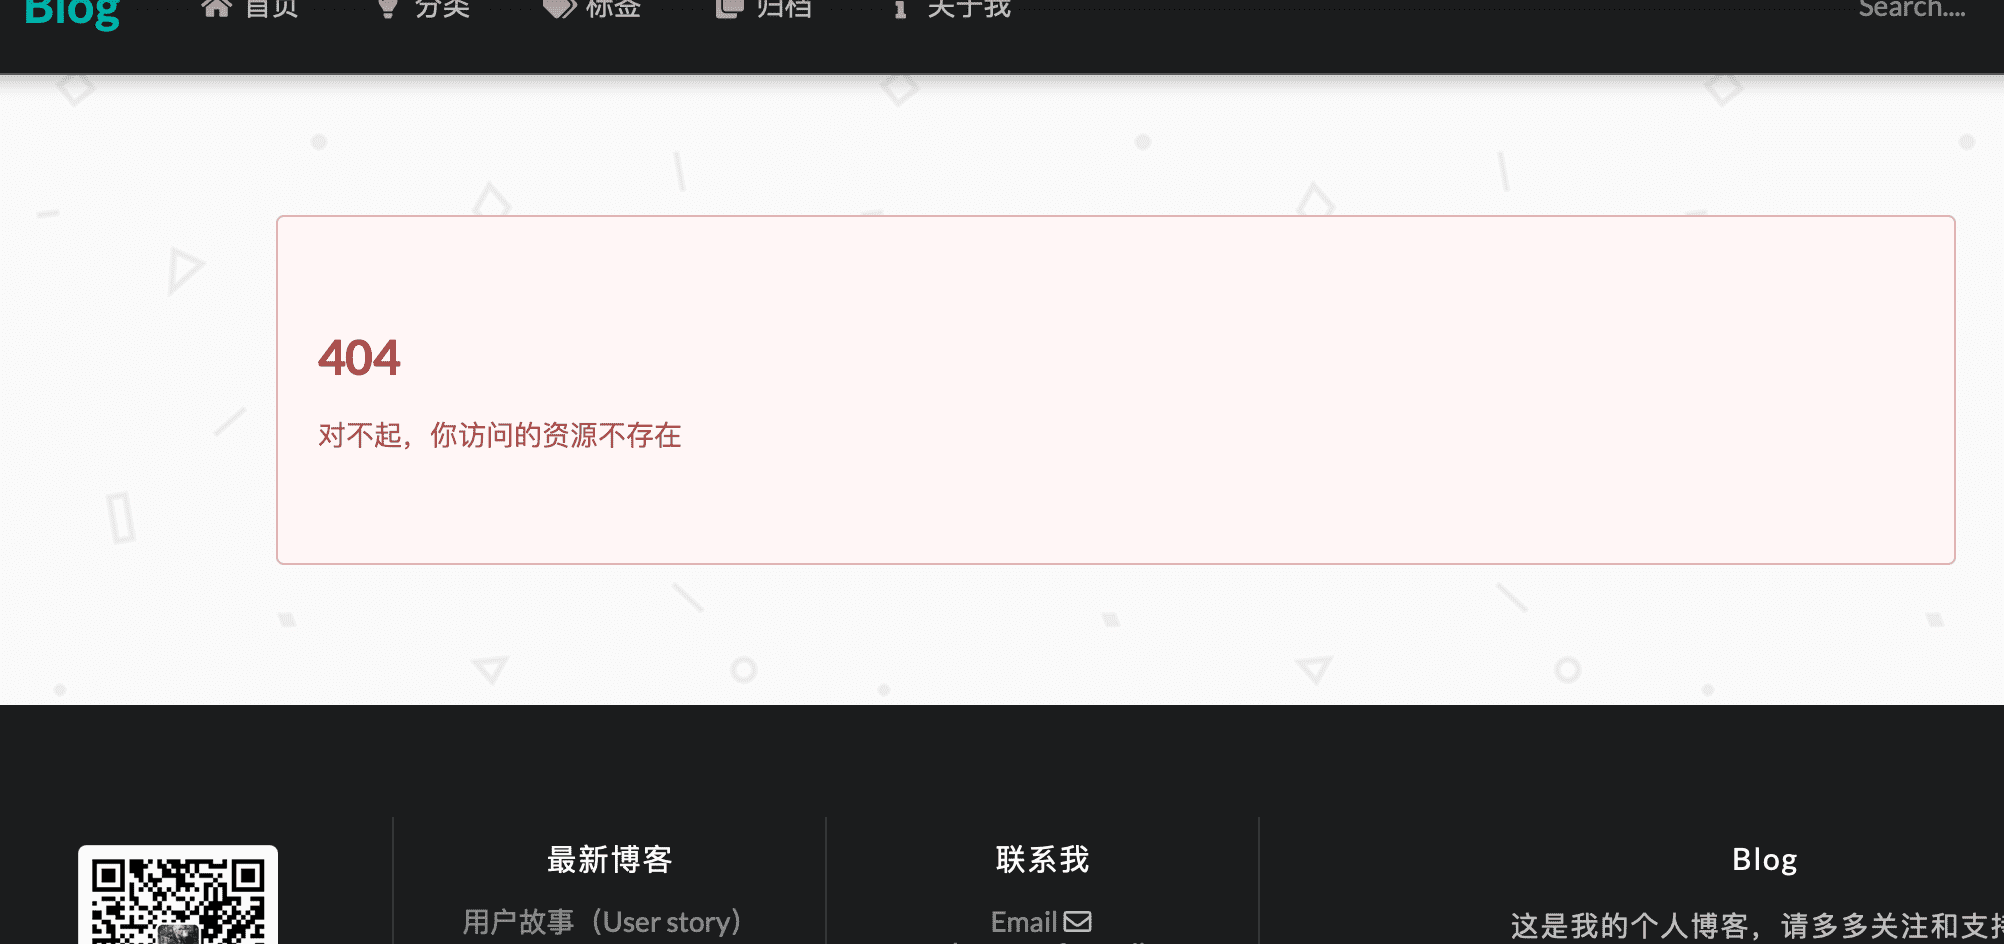 Blog 首页 分类 标签 归档 关于我 Search....
404
对不起，你访问的资源不存在
最新博客
用户故事（User story）
联系我
Email
Blog
这是我的个人博客，请多多关注和支持